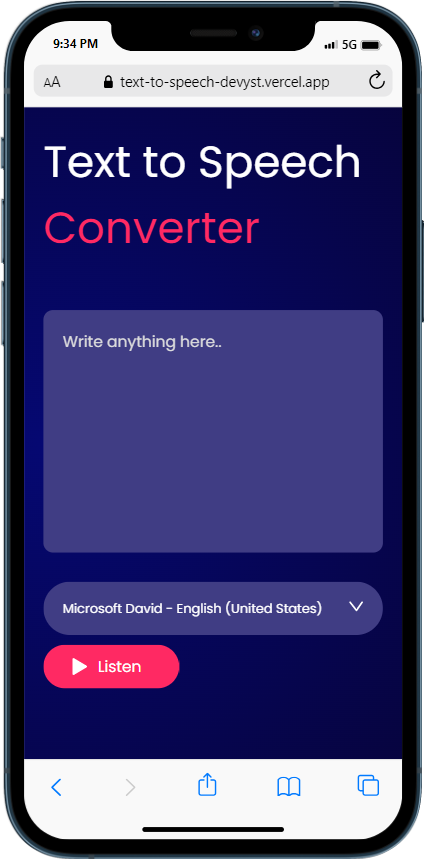 9:34 PM 5G
AA text-to-speech-devyst.vercel.app
Text to Speech
Converter
Write anything here..
Microsoft David - English (United States)
Listen